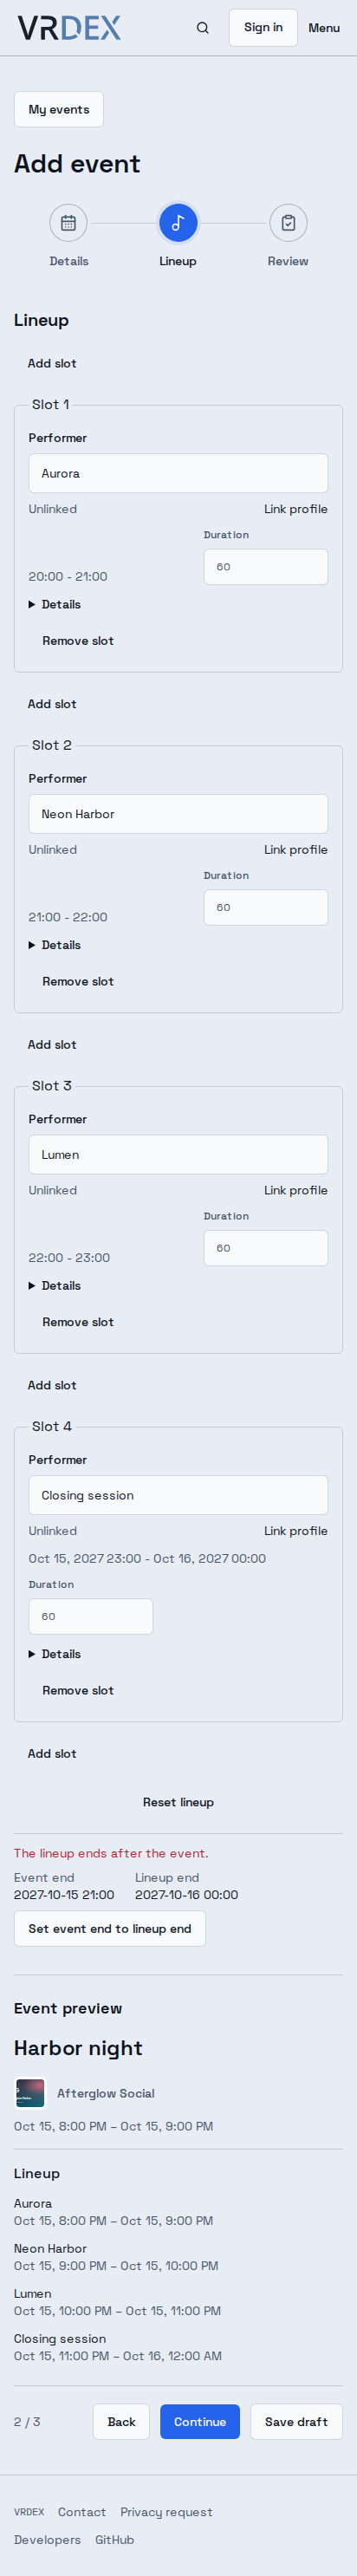 VRDEX
Sign in
Menu
My events
Add event
Details
Lineup
Review
Lineup
Add slot
Slot 1
Performer
Aurora
Unlinked
Link profile
Duration
20:00 - 21:00
60
Details
Remove slot
Add slot
Slot 2
Performer
Neon Harbor
Unlinked
Link profile
Duration
21:00 - 22:00
60
Details
Remove slot
Add slot
Slot 3
Performer
Lumen
Unlinked
Link profile
Duration
22:00 - 23:00
60
Details
Remove slot
Add slot
Slot 4
Performer
Closing session
Unlinked
Link profile
Oct 15, 2027 23:00 - Oct 16, 2027 00:00
Duration
60
Details
Remove slot
Add slot
Reset lineup
The lineup ends after the event.
Event end
Lineup end
2027-10-15 21:00
2027-10-16 00:00
Set event end to lineup end
Event preview
Harbor night
Afterglow Social
Oct 15, 8:00 PM – Oct 15, 9:00 PM
Lineup
Aurora
Oct 15, 8:00 PM – Oct 15, 9:00 PM
Neon Harbor
Oct 15, 9:00 PM – Oct 15, 10:00 PM
Lumen
Oct 15, 10:00 PM – Oct 15, 11:00 PM
Closing session
Oct 15, 11:00 PM – Oct 16, 12:00 AM
2 / 3
Back
Continue
Save draft
VRDEX
Contact
Privacy request
Developers
GitHub